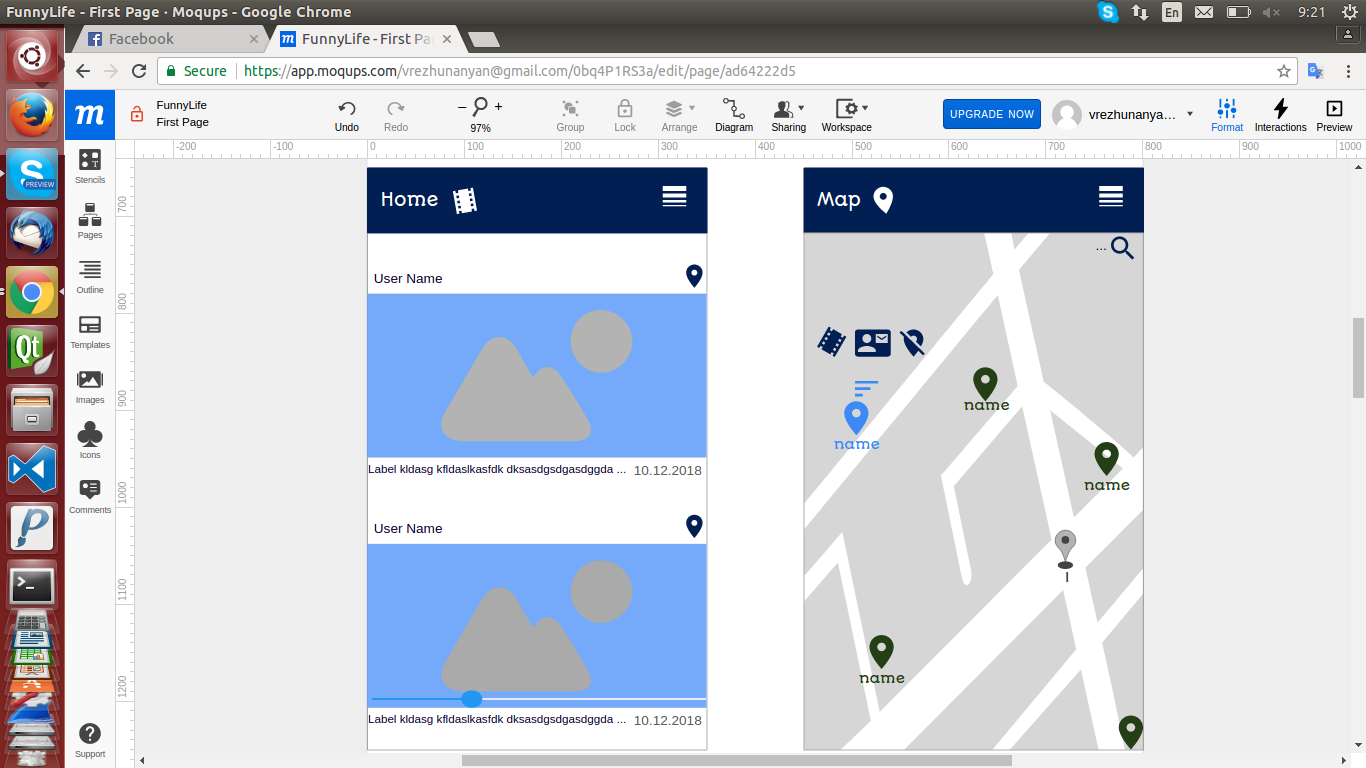 FunnyLife - First Page · Moqups - Google Chrome
En
9:21
Facebook
FunnyLife - First Pa
Secure
https://app.moqups.com/vrezhunanyan@gmail.com/0bq4P1RS3a/edit/page/ad64222d5
m
FunnyLife
First Page
Undo
Redo
97%
Group
Lock
Arrange
Diagram
Sharing
Workspace
UPGRADE NOW
vrezhunanya...
Format
Interactions
Preview
-200
-100
0
100
200
300
400
500
600
700
800
900
1000
700
800
900
1000
1100
1200
Stencils
Pages
Outline
Templates
Images
Icons
Comments
Support
PREVIEW
Qt
Home
User Name
Label kldasg kfldaslkasfdk dksasdgsdgasdggda ...
10.12.2018
User Name
Label kldasg kfldaslkasfdk dksasdgsdgasdggda ...
10.12.2018
Map
...
name
name
name
I
name